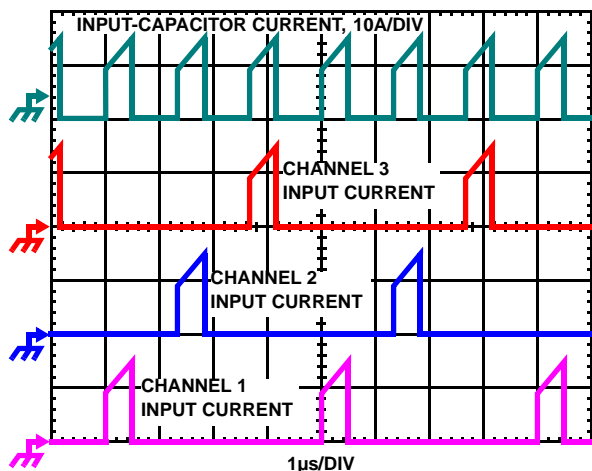 INPUT-CAPACITOR CURRENT, 10A/DIV
CHANNEL 3
INPUT CURRENT
CHANNEL 2
INPUT CURRENT
CHANNEL 1
INPUT CURRENT
1µs/DIV